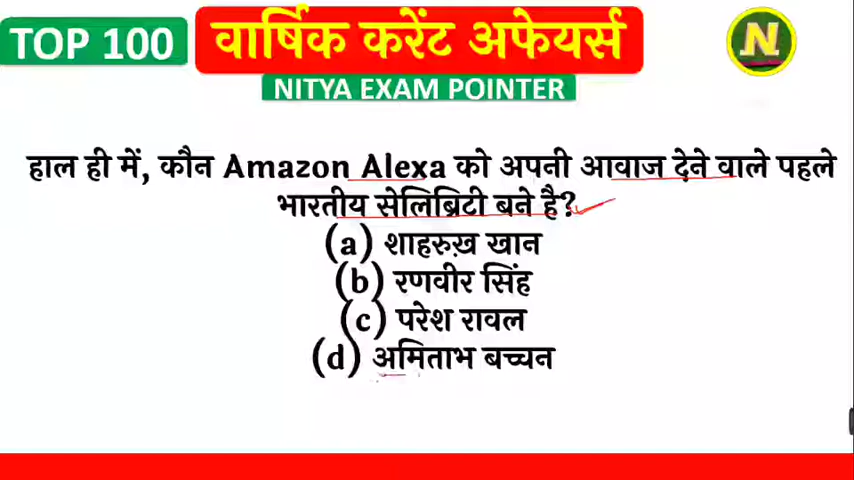 TOP 100
वार्षिक करेंट अफेयर्स
N
NITYA EXAM POINTER
हाल ही में, कौन Amazon Alexa को अपनी आवाज देने वाले पहले
भारतीय सेलिब्रिटी बने है?
(a) शाहरुख़ खान
(b) रणवीर सिंह
(c) परेश रावल
(d) अमिताभ बच्चन